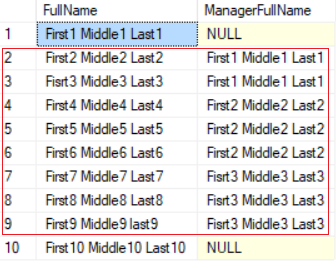 FullName ManagerFullName
1 First1 Middle1 Last1 NULL
2 First2 Middle2 Last2 First1 Middle1 Last1
3 Fisrt3 Middle3 Last3 First1 Middle1 Last1
4 First4 Middle4 Last4 First2 Middle2 Last2
5 First5 Middle5 Last5 First2 Middle2 Last2
6 First6 Middle6 Last6 First2 Middle2 Last2
7 First7 Middle7 Last7 Fisrt3 Middle3 Last3
8 First8 Middle8 Last8 Fisrt3 Middle3 Last3
9 First9 Middle9 last9 Fisrt3 Middle3 Last3
10 First10 Middle10 Last10 NULL